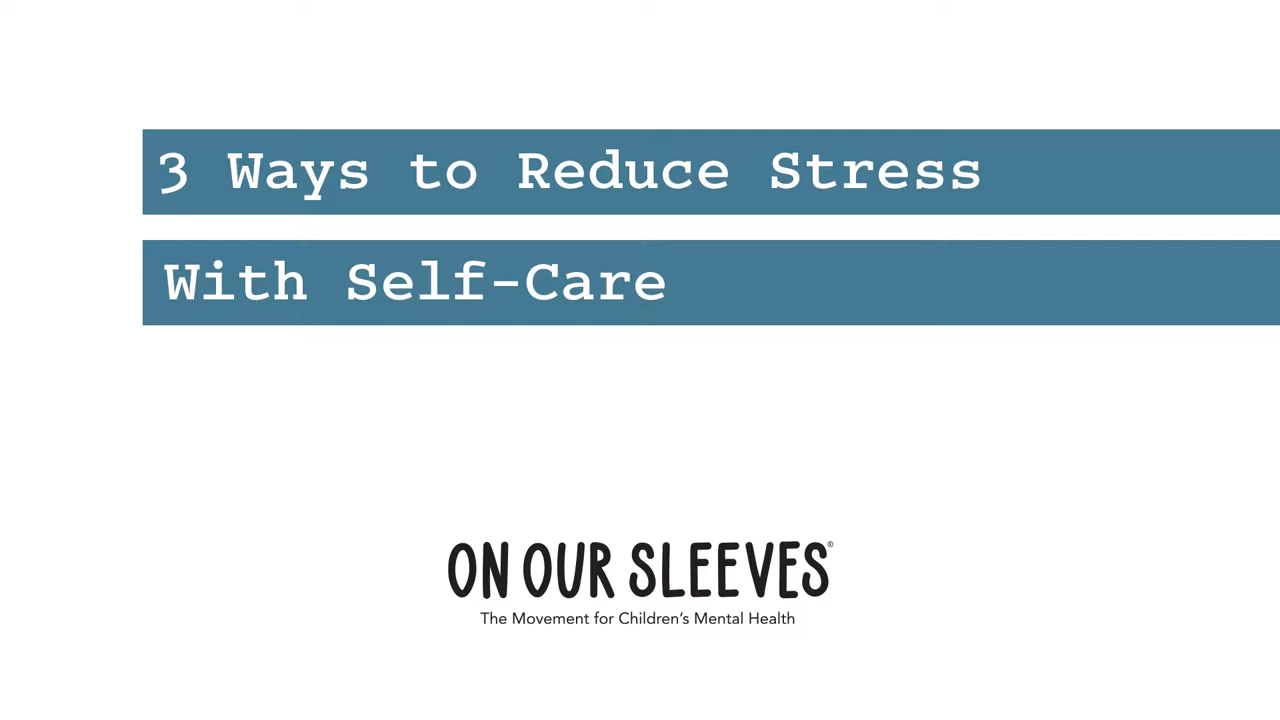 3 Ways to Reduce Stress
With Self-Care
ON OUR SLEEVES®
The Movement for Children's Mental Health